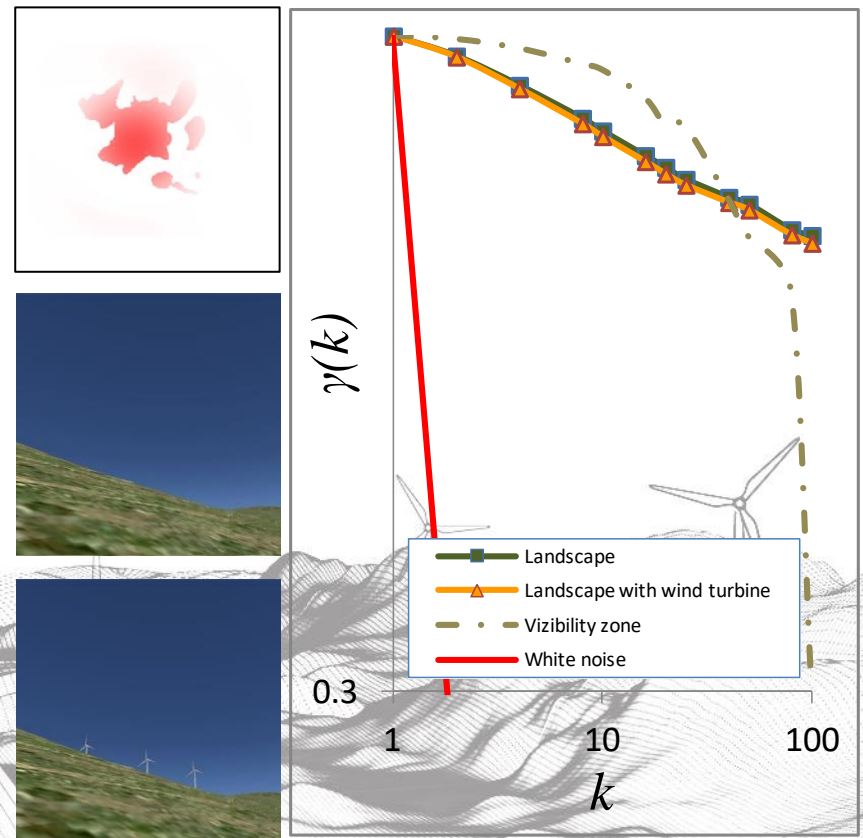 γ(k)
Landscape
Landscape with wind turbine
Vizibility zone
White noise
0.3
1 10 100
k